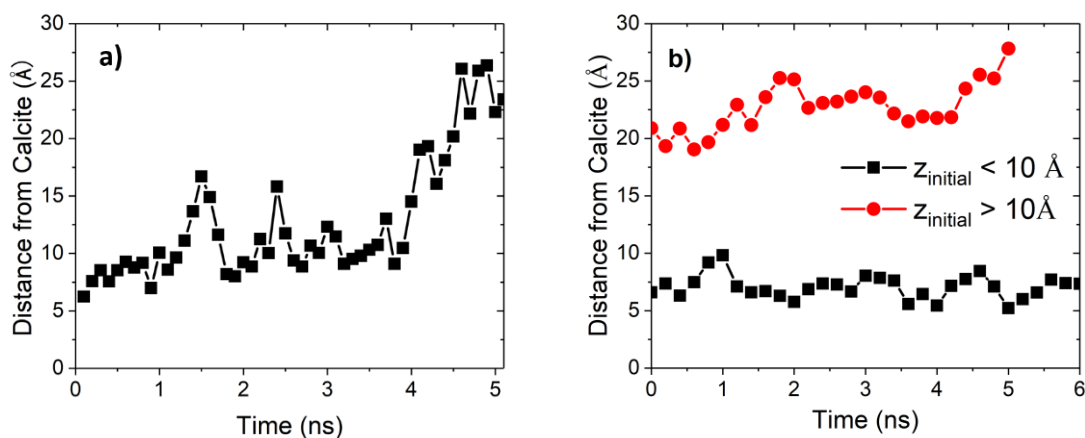 a)
Distance from Calcite (Å)
30
25
20
15
10
5
0
0 1 2 3 4 5
Time (ns)
b)
Distance from Calcite (Å)
30
25
20
15
10
5
0
z initial < 10 Å
z initial > 10Å
0 1 2 3 4 5 6
Time (ns)